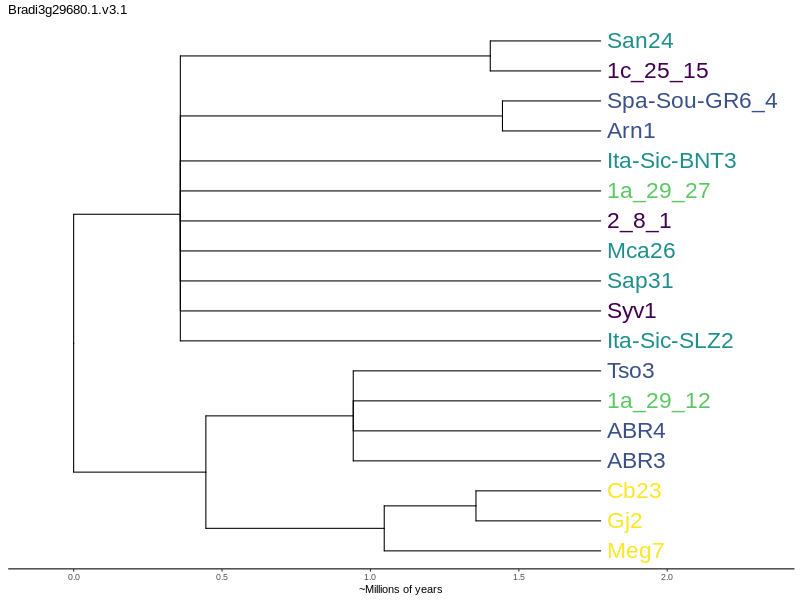 Bradi3g29680.1.v3.1
San24
1c_25_15
Spa-Sou-GR6_4
Arn1
Ita-Sic-BNT3
1a_29_27
2_8_1
Mca26
Sap31
Syv1
Ita-Sic-SLZ2
Tso3
1a_29_12
ABR4
ABR3
Cb23
Gj2
Meg7
0.0 0.5 1.0 1.5 2.0
~Millions of years